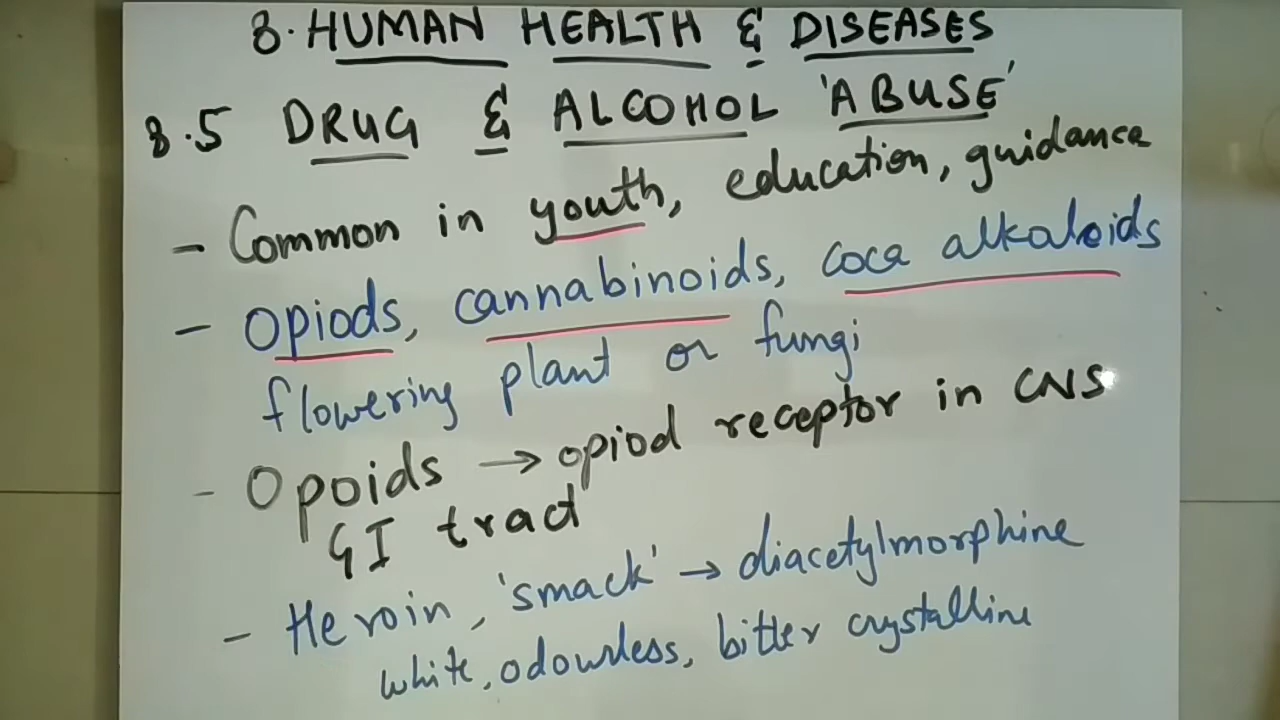 8. HUMAN HEALTH & DISEASES
8.5 DRUG & ALCOHOL 'ABUSE'
- Common in youth, education, guidance
- Opiods, cannabinoids, coca alkaloids
flowering plant or fungi
- Opoids → opiod receptor in CNS
GI tract
- Heroin, 'smack' → diacetylmorphine
white, odourless, bitter crystalline